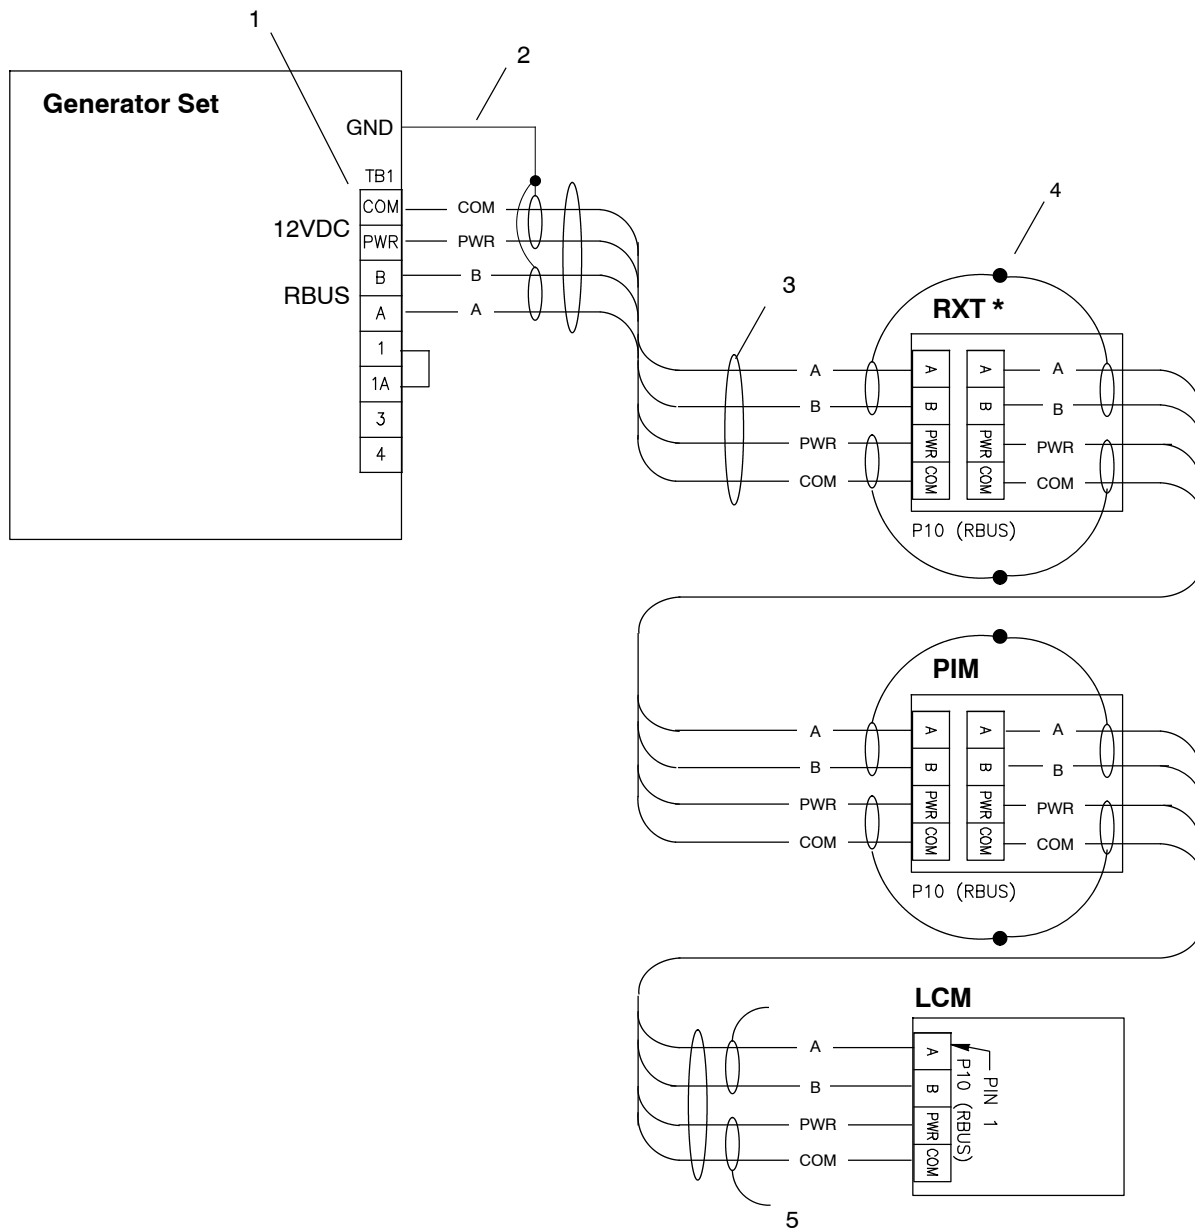 1
2
Generator Set
GND
TB1
12VDC
COM
COM
PWR
PWR
RBUS
B
B
A
A
1
1A
3
4
3
4
RXT *
A
A
A
A
B
B
B
B
PWR
PWR
PWR
PWR
COM
COM
COM
COM
P10 (RBUS)
PIM
A
A
A
A
B
B
B
B
PWR
PWR
PWR
PWR
COM
COM
COM
COM
P10 (RBUS)
LCM
A
A
B
B
PWR
PWR
COM
COM
P10 (RBUS)
PIN 1
5